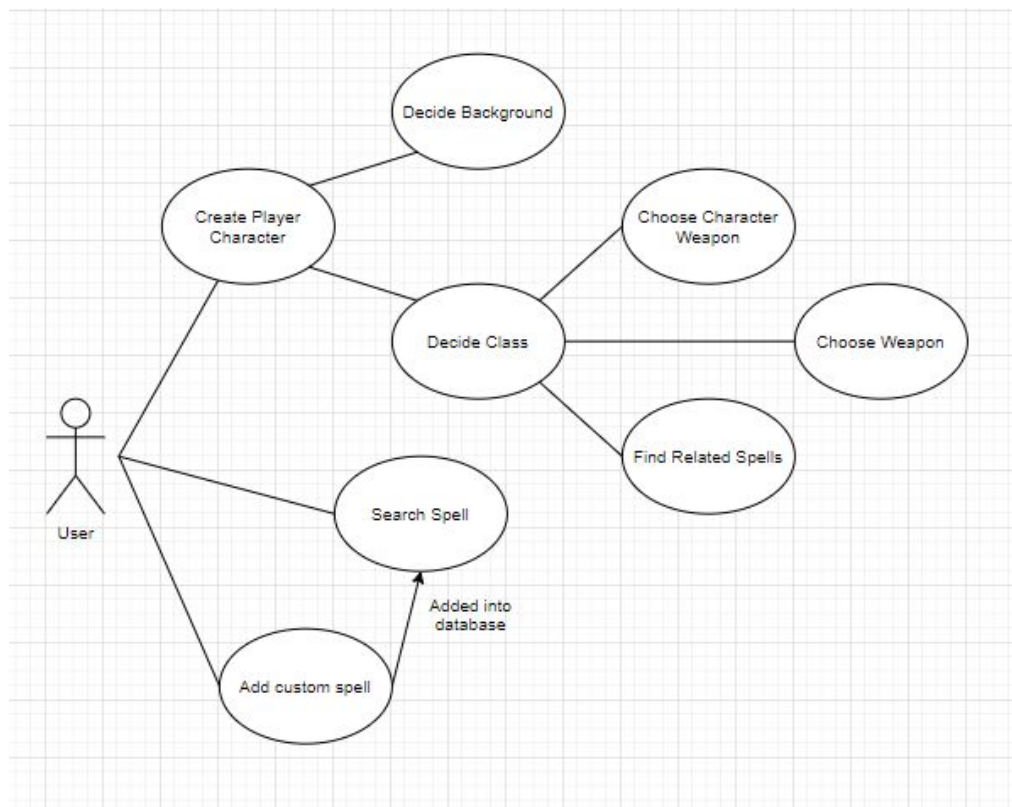 Decide Background
Create Player
Character
Choose Character
Weapon
Decide Class
Choose Weapon
Find Related Spells
User
Search Spell
Added into
database
Add custom spell